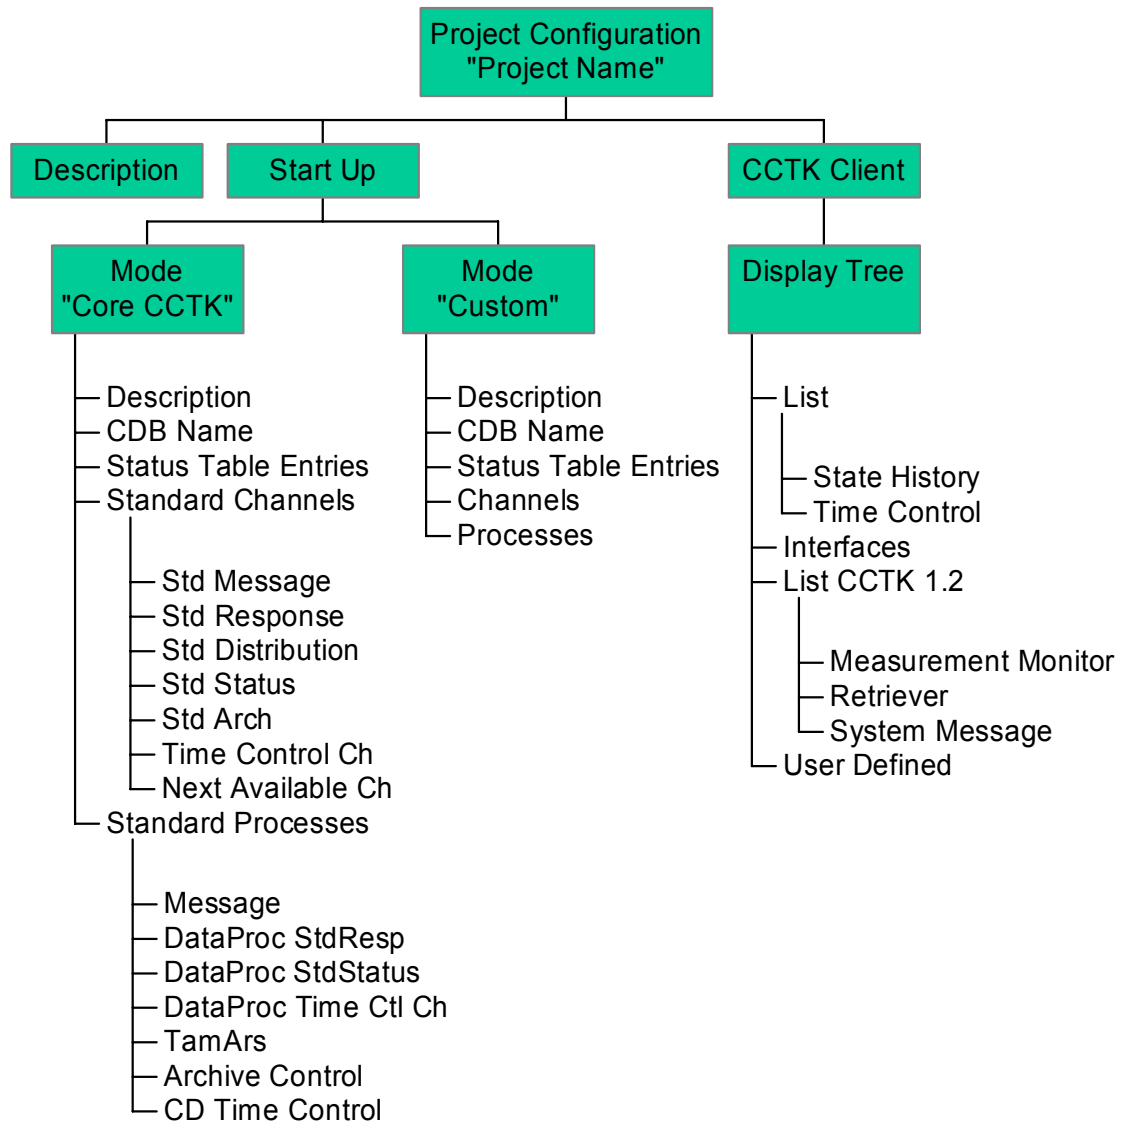 Project Configuration
"Project Name"
Description
Start Up
CCTK Client
Mode
"Core CCTK"
Mode
"Custom"
Display Tree
Description
CDB Name
Status Table Entries
Standard Channels
Std Message
Std Response
Std Distribution
Std Status
Std Arch
Time Control Ch
Next Available Ch
Standard Processes
Message
DataProc StdResp
DataProc StdStatus
DataProc Time Ctl Ch
TamArs
Archive Control
CD Time Control
Description
CDB Name
Status Table Entries
Channels
Processes
List
State History
Time Control
Interfaces
List CCTK 1.2
Measurement Monitor
Retriever
System Message
User Defined